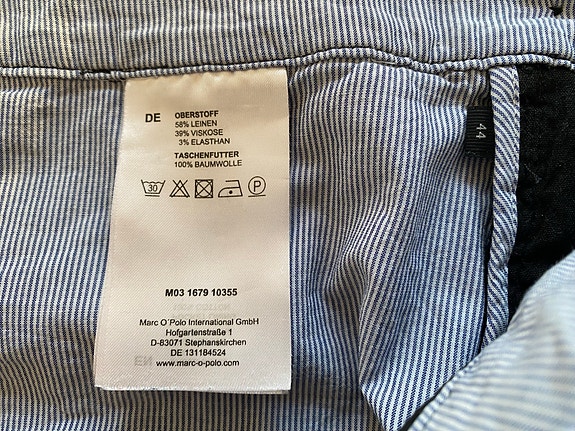 DE OBERSTOFF
58% LEINEN
39% VISKOSE
3% ELASTHAN
TASCHENFUTTER
100% BAUMWOLLE
30 P
M03 1679 10355
Marc O´Polo International GmbH
Hofgartenstraße 1
D-83071 Stephanskirchen
DE 131184524
www.marc-o-polo.com
EN
44